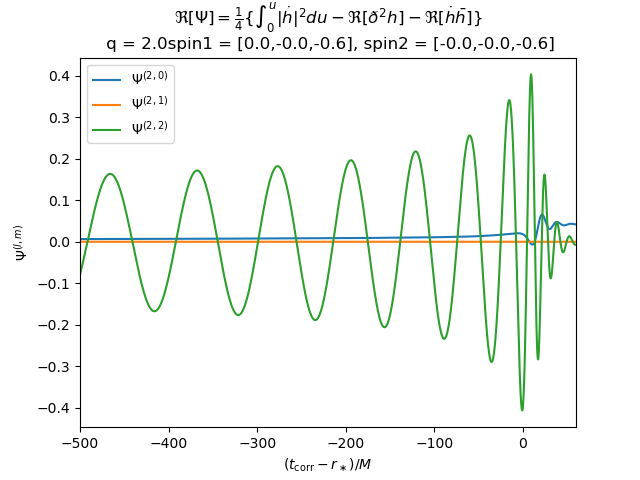 ℜ[Ψ] = 1/4{∫₀ᵘ|ḣ|²du − ℜ[ð²h] − ℜ[ḣh̄]}
q = 2.0spin1 = [0.0,-0.0,-0.6], spin2 = [-0.0,-0.0,-0.6]
Ψ^(2,0)
Ψ^(2,1)
Ψ^(2,2)
0.4
0.3
0.2
0.1
0.0
−0.1
−0.2
−0.3
−0.4
Ψ^(l,m)
−500 −400 −300 −200 −100 0
(t_corr − r_*)/M